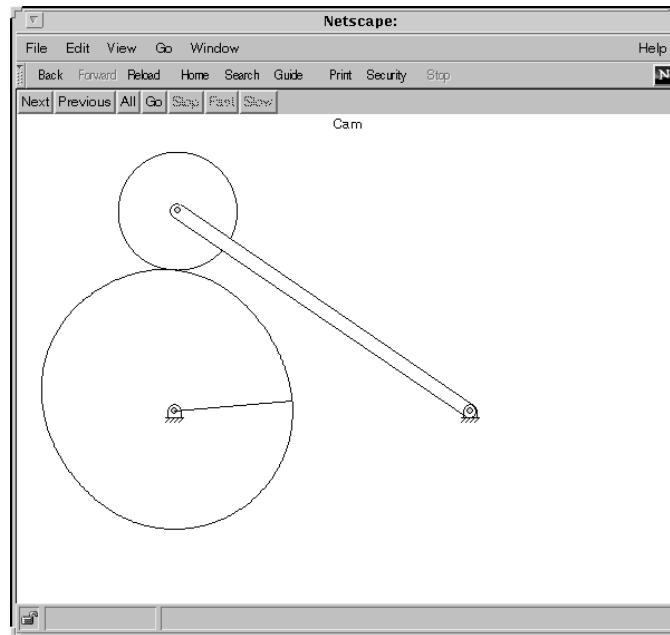 Netscape:
File Edit View Go Window Help
Back Forward Reload Home Search Guide Print Security Stop N
Next Previous All Go Stop Fast Slow
Cam